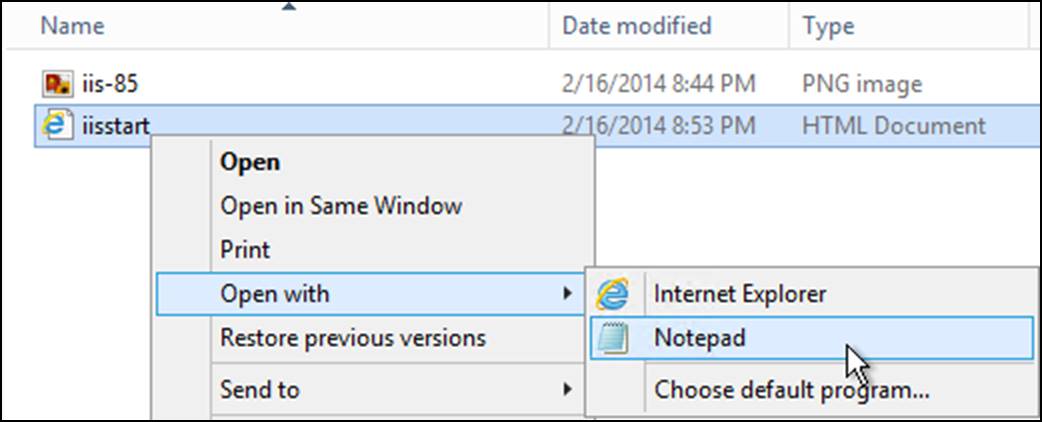 Name Date modified Type
iis-85 2/16/2014 8:44 PM PNG image
iisstart 2/16/2014 8:53 PM HTML Document
Open
Open in Same Window
Print
Open with Internet Explorer
Restore previous versions Notepad
Send to Choose default program...